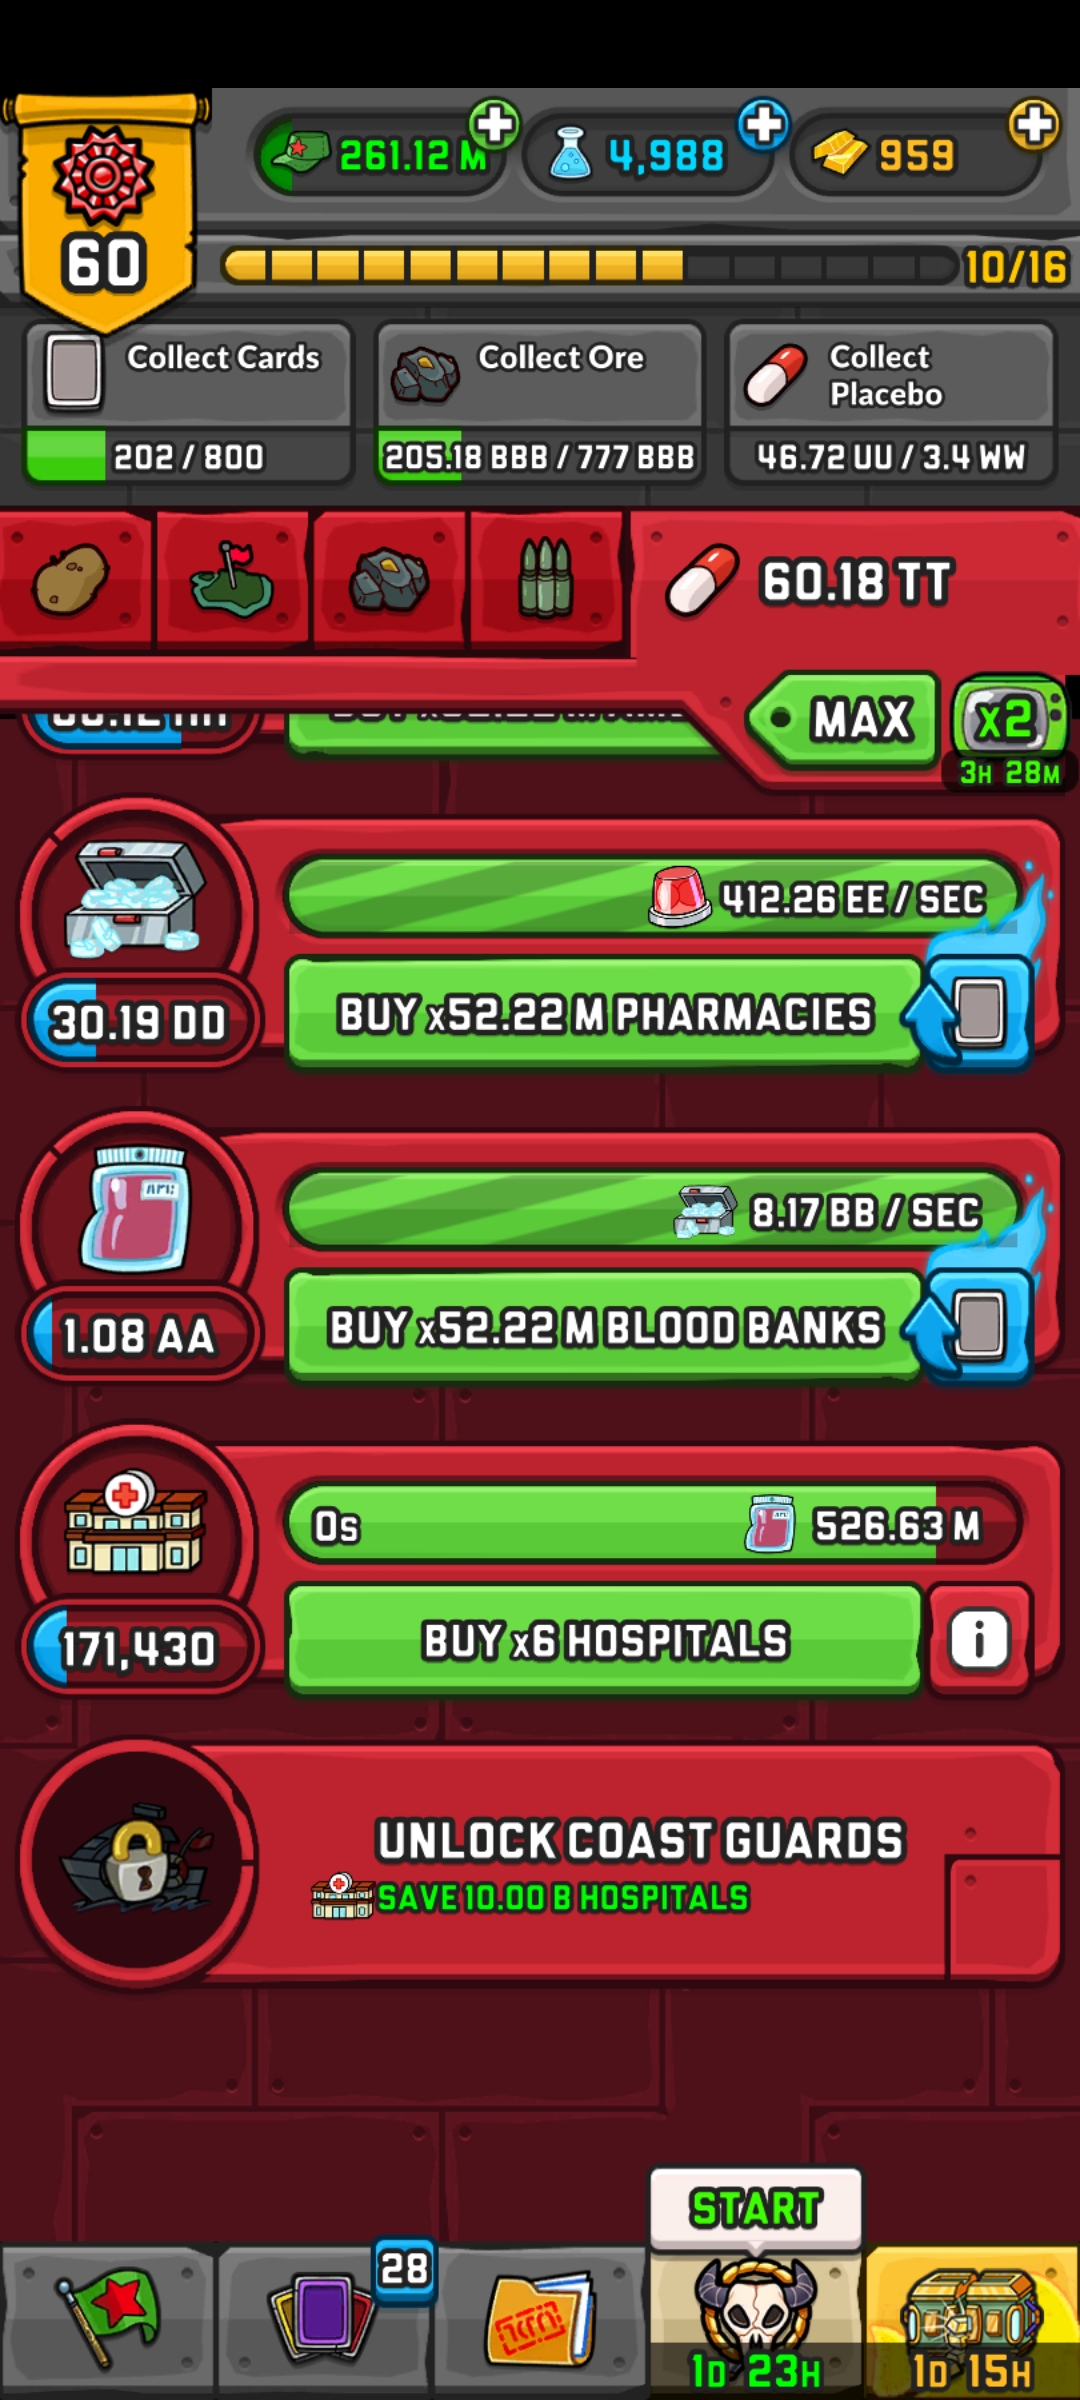 261.12 M
4,988
959
60
10/16
Collect Cards
202 / 800
Collect Ore
205.18 BBB / 777 BBB
Collect
Placebo
46.72 UU / 3.4 WW
60.18 TT
MAX
x2
3H 28M
412.26 EE / SEC
30.19 DD
BUY x52.22 M PHARMACIES
8.17 BB / SEC
1.08 AA
BUY x52.22 M BLOOD BANKS
0s
526.63 M
171,430
BUY x6 HOSPITALS
i
UNLOCK COAST GUARDS
SAVE 10.00 B HOSPITALS
START
28
1D 23H
1D 15H